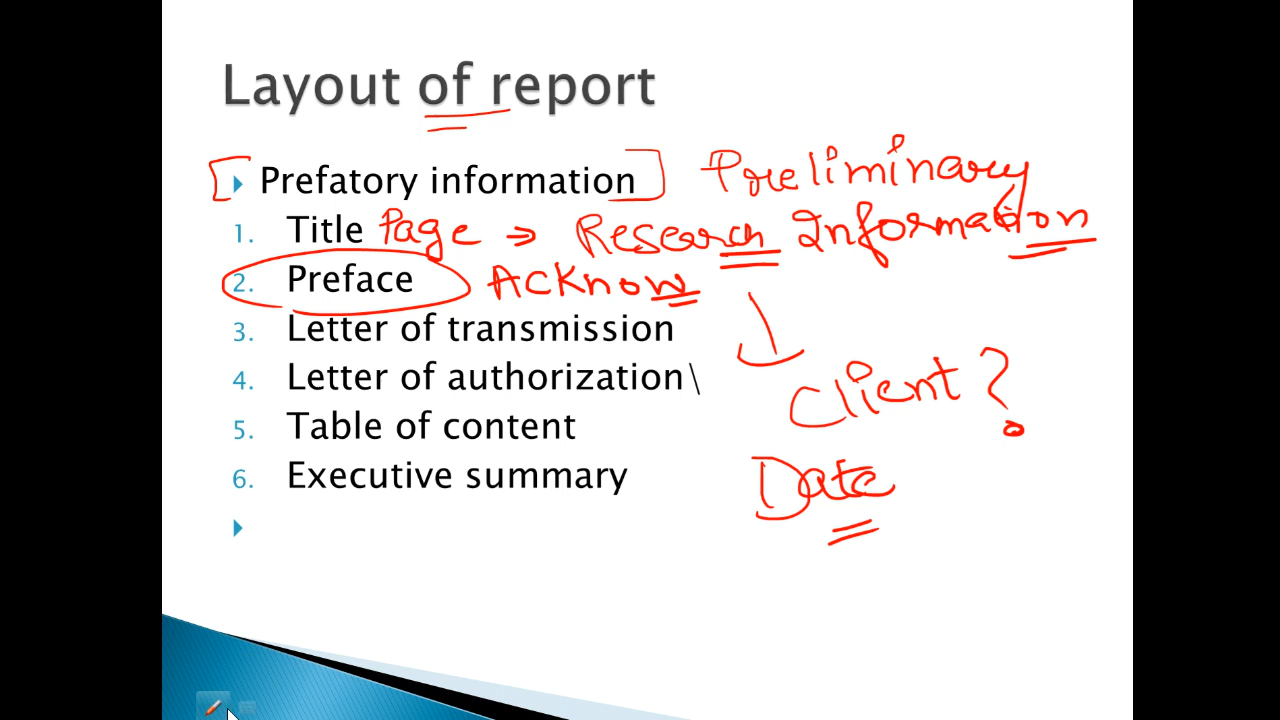 Layout of report
Prefatory information Preliminary
1. Title Page → Research Information
2. Preface Acknow
3. Letter of transmission
4. Letter of authorization\
Client ?
5. Table of content
6. Executive summary
Date